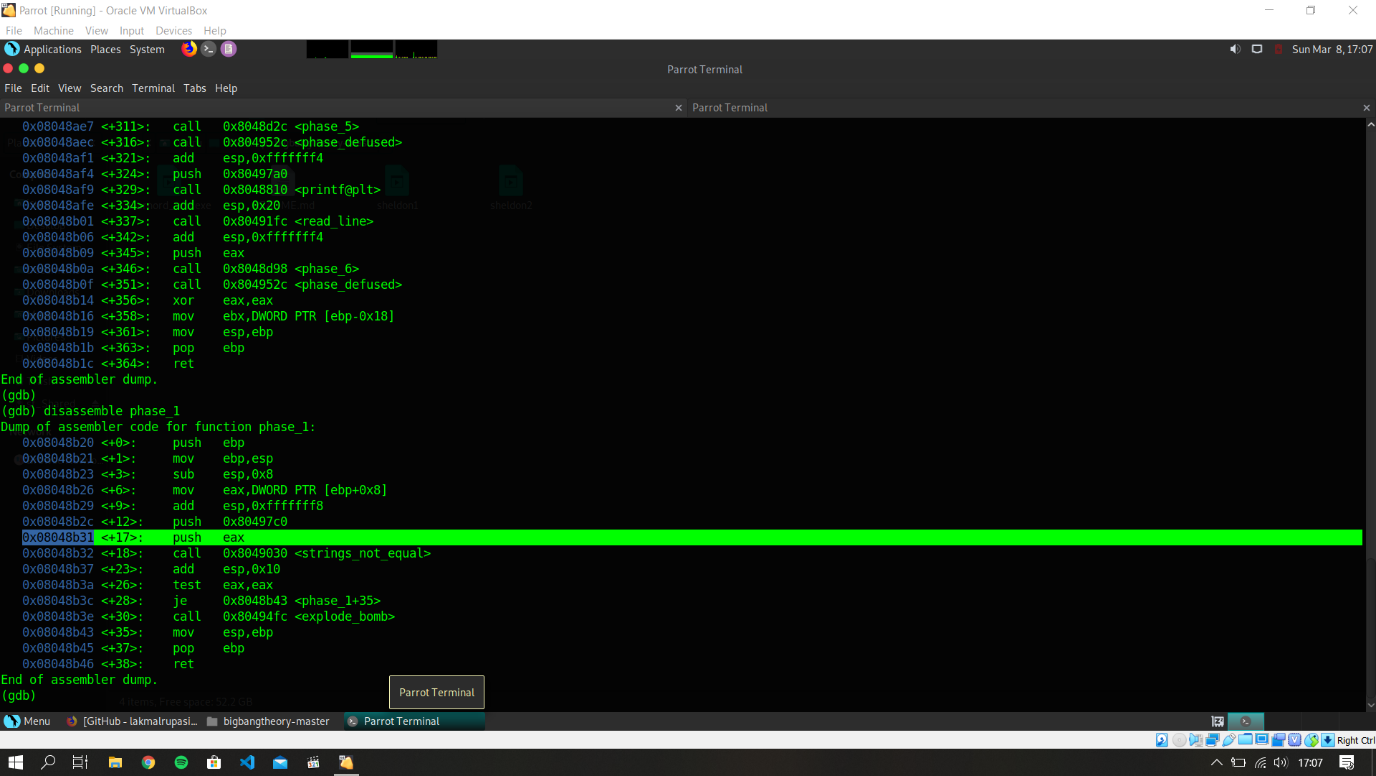 Parrot [Running] - Oracle VM VirtualBox
File Machine View Input Devices Help
Applications Places System Sun Mar 8, 17:07
Parrot Terminal
File Edit View Search Terminal Tabs Help
Parrot Terminal × Parrot Terminal ×
0x08048ae7 <+311>: call 0x8048d2c <phase_5>
0x08048aec <+316>: call 0x804952c <phase_defused>
0x08048af1 <+321>: add esp,0xfffffff4
0x08048af4 <+324>: push 0x80497a0
0x08048af9 <+329>: call 0x8048810 <printf@plt>
0x08048afe <+334>: add esp,0x20
sheldon1 sheldon2
0x08048b01 <+337>: call 0x80491fc <read_line>
0x08048b06 <+342>: add esp,0xfffffff4
0x08048b09 <+345>: push eax
0x08048b0a <+346>: call 0x8048d98 <phase_6>
0x08048b0f <+351>: call 0x804952c <phase_defused>
0x08048b14 <+356>: xor eax,eax
0x08048b16 <+358>: mov ebx,DWORD PTR [ebp-0x18]
0x08048b19 <+361>: mov esp,ebp
0x08048b1b <+363>: pop ebp
0x08048b1c <+364>: ret
End of assembler dump.
(gdb)
(gdb) disassemble phase_1
Dump of assembler code for function phase_1:
0x08048b20 <+0>: push ebp
0x08048b21 <+1>: mov ebp,esp
0x08048b23 <+3>: sub esp,0x8
0x08048b26 <+6>: mov eax,DWORD PTR [ebp+0x8]
0x08048b29 <+9>: add esp,0xfffffff8
0x08048b2c <+12>: push 0x80497c0
0x08048b31 <+17>: push eax
0x08048b32 <+18>: call 0x8049030 <strings_not_equal>
0x08048b37 <+23>: add esp,0x10
0x08048b3a <+26>: test eax,eax
0x08048b3c <+28>: je 0x8048b43 <phase_1+35>
0x08048b3e <+30>: call 0x80494fc <explode_bomb>
0x08048b43 <+35>: mov esp,ebp
0x08048b45 <+37>: pop ebp
0x08048b46 <+38>: ret
End of assembler dump.
(gdb)
4 items, Free space: 52.2 GB
Parrot Terminal
Menu [GitHub - lakmalrupasi... bigbangtheory-master Parrot Terminal
Right Ctrl
17:07